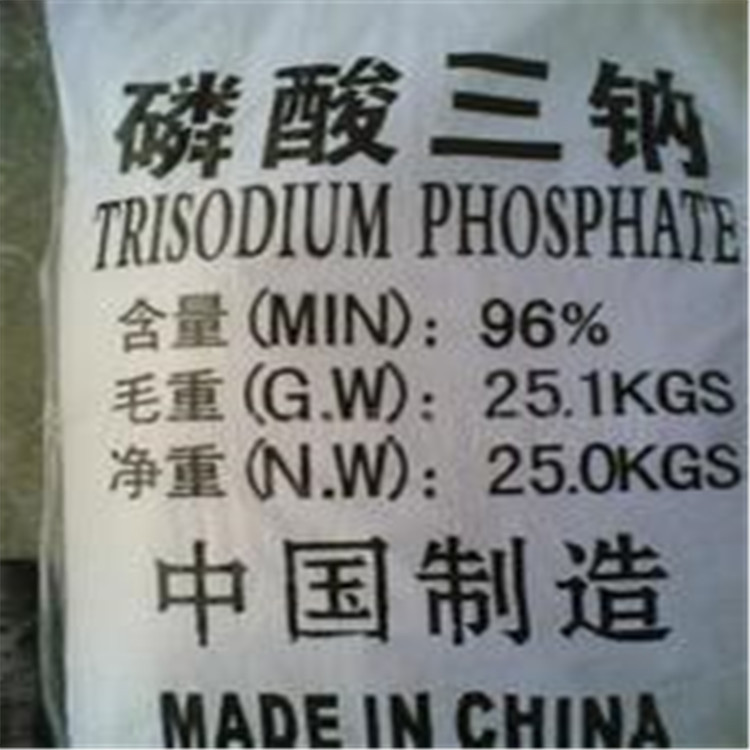 磷酸三钠
TRISODIUM PHOSPHATE
含量(MIN)：96%
毛重(G.W)：25.1KGS
净重(N.W)：25.0KGS
中国制造
MADE IN CHINA